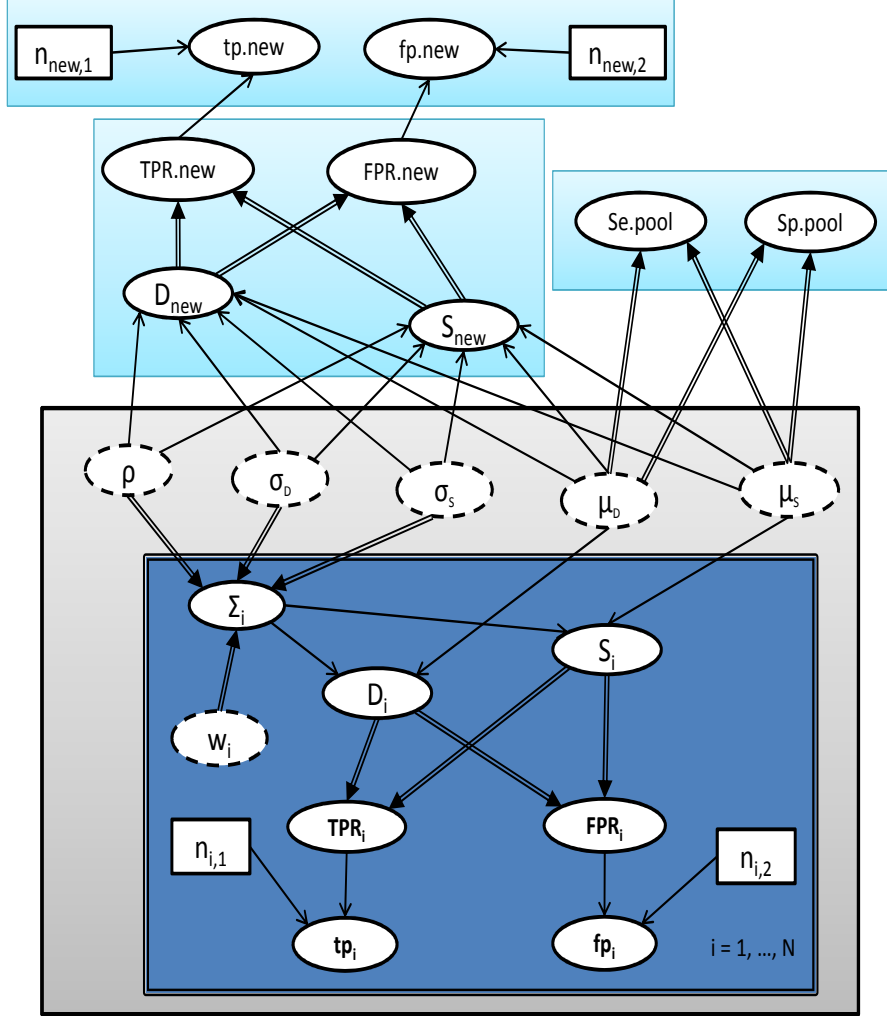 n_new,1
tp.new
fp.new
n_new,2
TPR.new
FPR.new
Se.pool
Sp.pool
D_new
S_new
ρ
σ_D
σ_S
μ_D
μ_S
Σ_i
S_i
D_i
w_i
TPR_i
FPR_i
n_i,1
n_i,2
tp_i
fp_i
i = 1, ..., N